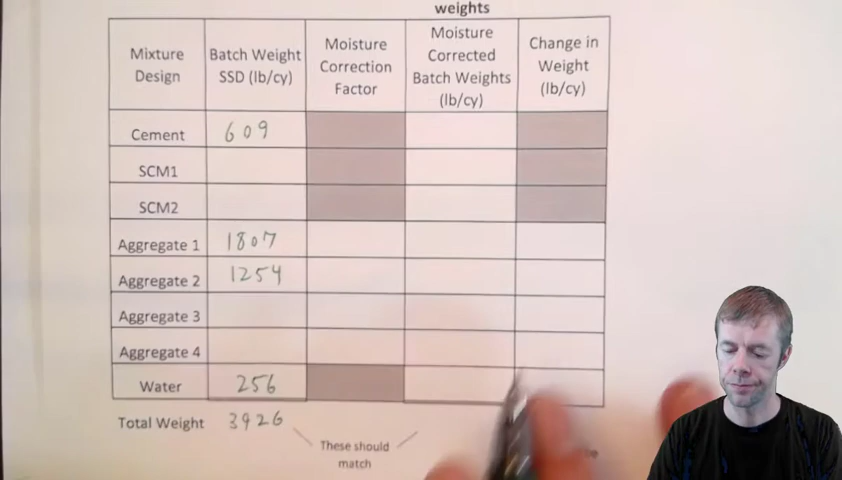 weights
Mixture Design
Batch Weight SSD (lb/cy)
Moisture Correction Factor
Moisture Corrected Batch Weights (lb/cy)
Change in Weight (lb/cy)
Cement 609
SCM1
SCM2
Aggregate 1 1807
Aggregate 2 1254
Aggregate 3
Aggregate 4
Water 256
Total Weight 3926
These should
match